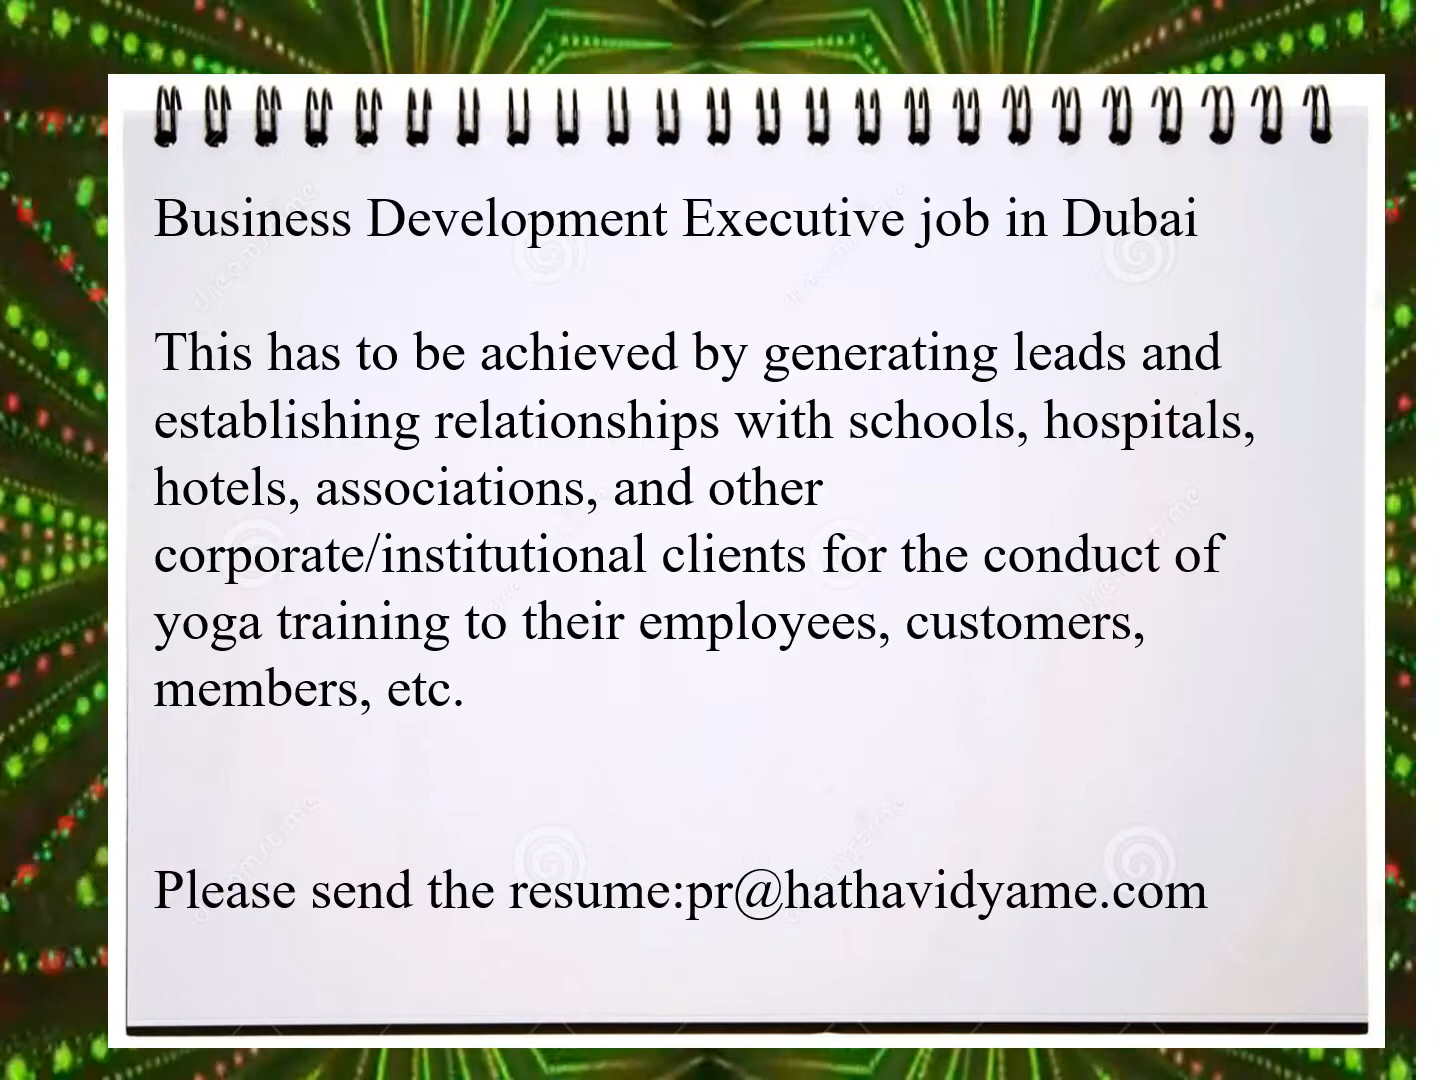 Business Development Executive job in Dubai
This has to be achieved by generating leads and
establishing relationships with schools, hospitals,
hotels, associations, and other
corporate/institutional clients for the conduct of
yoga training to their employees, customers,
members, etc.
Please send the resume:pr@hathavidyame.com